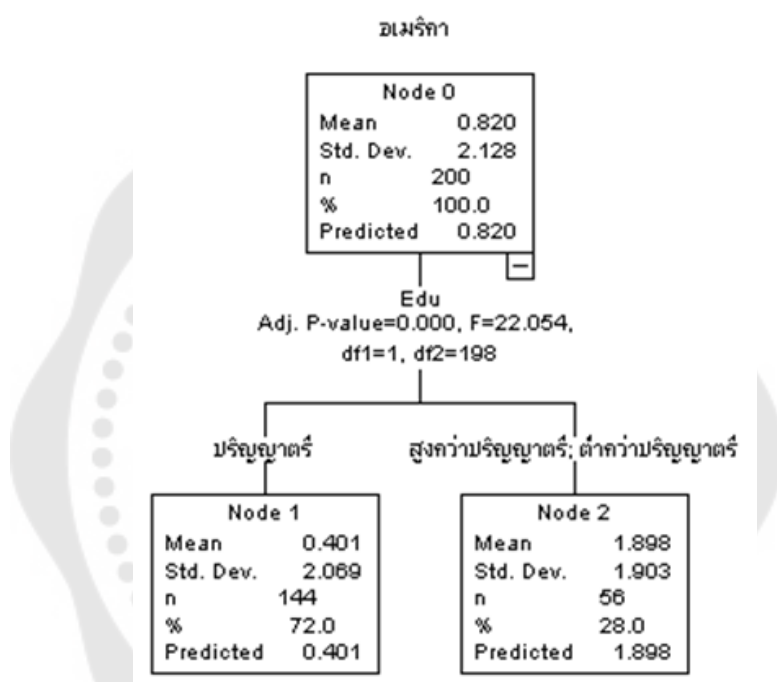 อเมริกา
Node 0
Mean 0.820
Std. Dev. 2.128
n 200
% 100.0
Predicted 0.820
Edu
Adj. P-value=0.000, F=22.054,
df1=1, df2=198
ปริญญาตรี
สูงกว่าปริญญาตรี; ต่ำกว่าปริญญาตรี
Node 1
Mean 0.401
Std. Dev. 2.069
n 144
% 72.0
Predicted 0.401
Node 2
Mean 1.898
Std. Dev. 1.903
n 56
% 28.0
Predicted 1.898